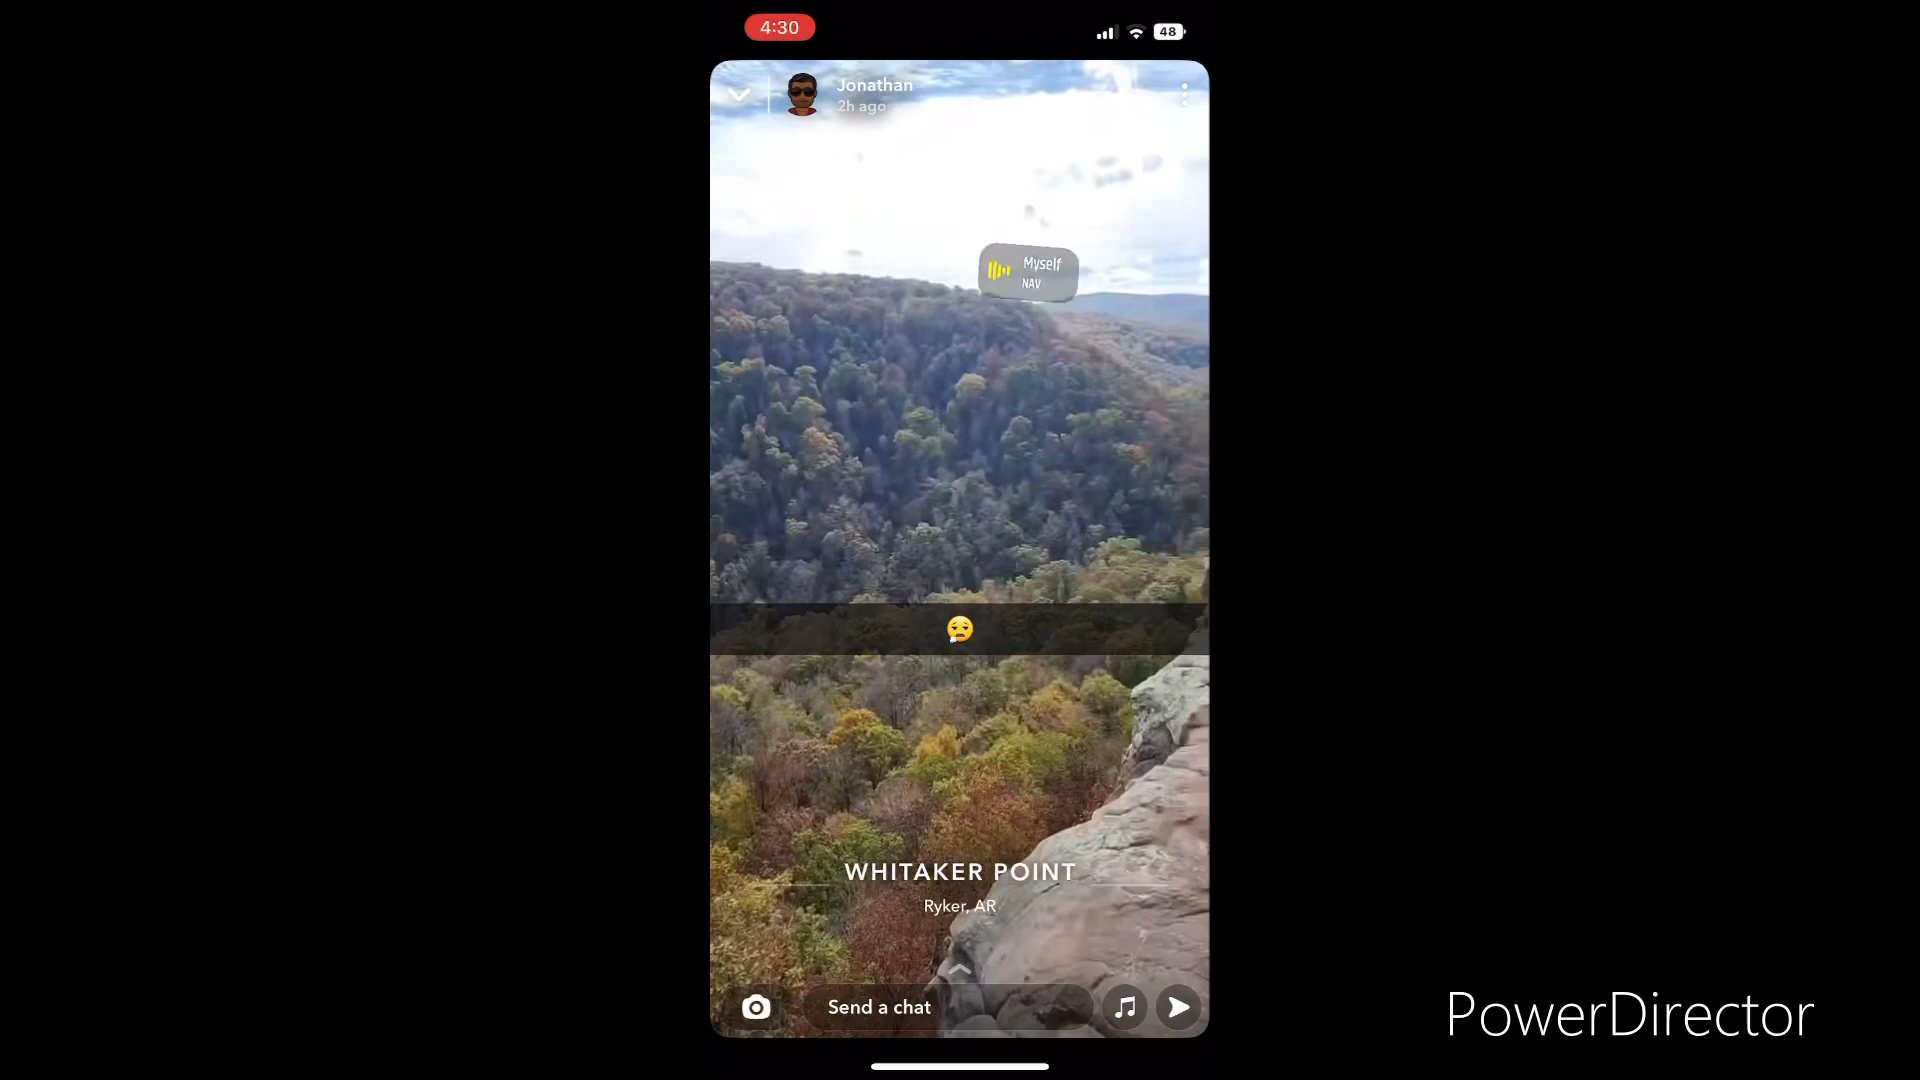 4:30
48
Jonathan
2h ago
Myself
NAV
WHITAKER POINT
Ryker, AR
Send a chat
PowerDirector